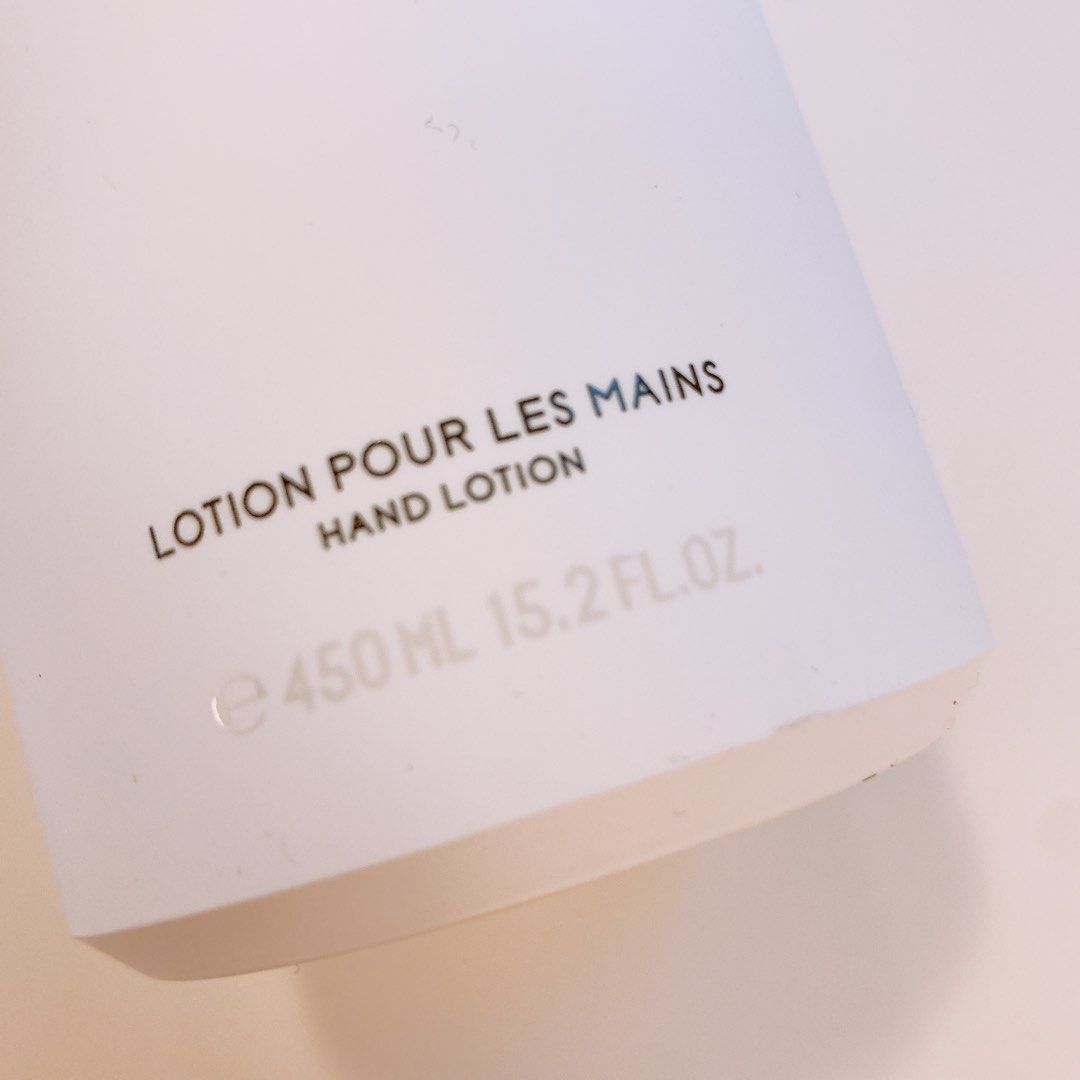 LOTION POUR LES MAINS
HAND LOTION
℮ 450 ML 15.2 FL.OZ.